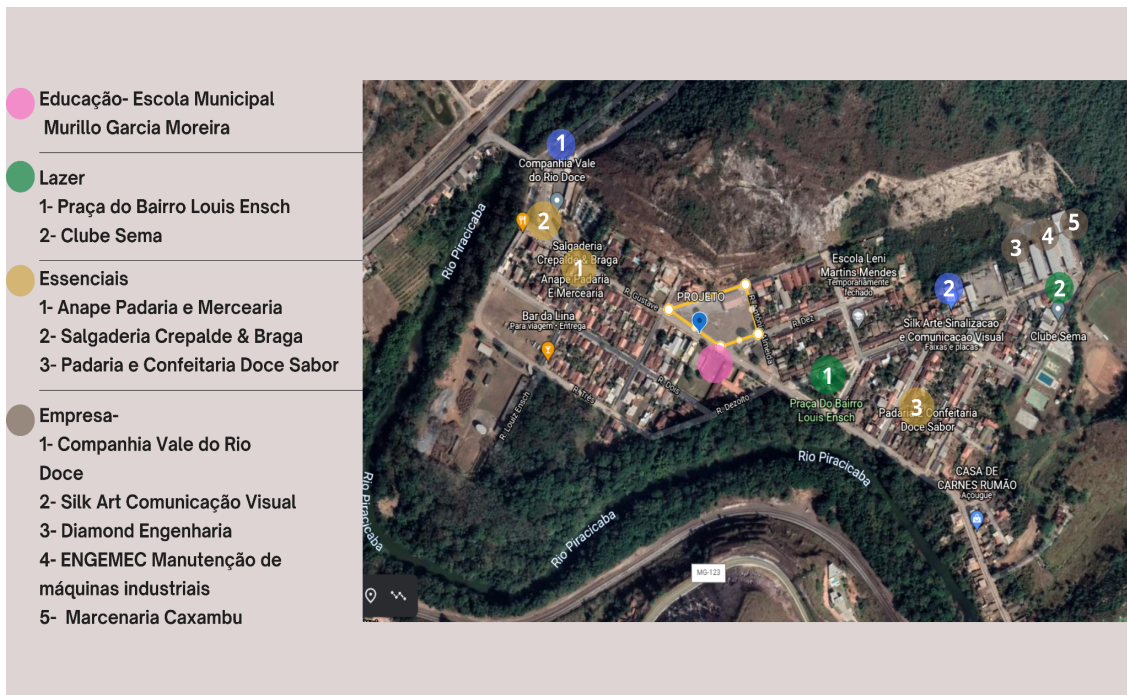 Educação- Escola Municipal
Murillo Garcia Moreira
Lazer
1- Praça do Bairro Louis Ensch
2- Clube Sema
Essenciais
1- Anape Padaria e Mercearia
2- Salgaderia Crepalde & Braga
3- Padaria e Confeitaria Doce Sabor
Empresa-
1- Companhia Vale do Rio
Doce
2- Silk Art Comunicação Visual
3- Diamond Engenharia
4- ENGEMEC Manutenção de
máquinas industriais
5- Marcenaria Caxambu
1
Companhia Vale
do Rio Doce
2
Rio Piracicaba
Salgaderia
Crepalde & Braga
1
Anape Padaria
E Mercearia
Bar da Lina
Para viagem • Entrega
R. Gustave
PROJETO
R. Dez
Almeida
Escola Leni
Martins Mendes
Temporariamente
fechado
5
4
3
2
2
Silk Arte Sinalizacao
e Comunicacao Visual
Faixas e placas
Clube Sema
R. Três
R. Louiz Ensch
R. Dois
R. Dezoito
1
Praça Do Bairro
Louis Ensch
3
Padaria Confeitaria
Doce Sabor
Rio Piracicaba
CASA DE
CARNES RUMÃO
Açougue
Rio Piracicaba
Rio Piracicaba
MG-123